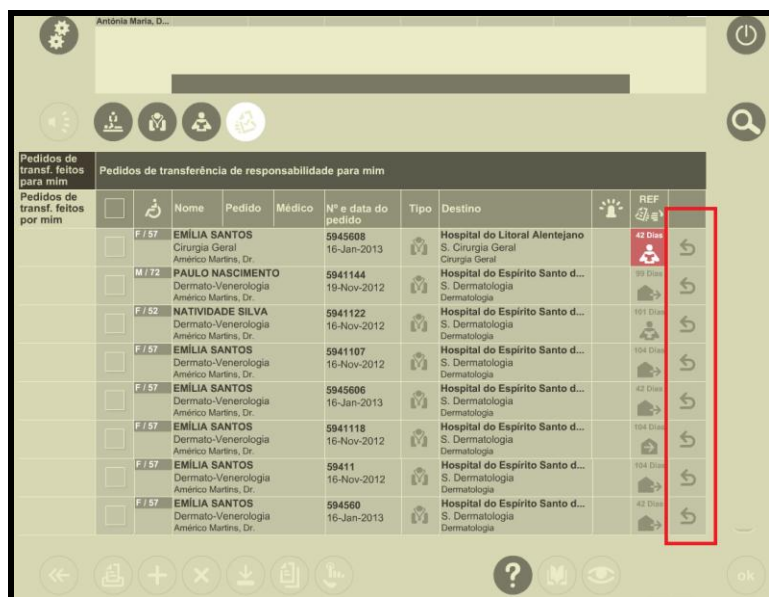 Antónia Maria, D...
Pedidos de
transf. feitos
para mim
Pedidos de transferência de responsabilidade para mim
Pedidos de
transf. feitos
por mim
Nome Pedido Médico Nº e data do pedido Tipo Destino REF
F / 57 EMÍLIA SANTOS 5945608 Hospital do Litoral Alentejano 42 Dias
Cirurgia Geral 16-Jan-2013 S. Cirurgia Geral
Américo Martins, Dr. Cirurgia Geral
M / 72 PAULO NASCIMENTO 5941144 Hospital do Espírito Santo d... 99 Dias
Dermato-Venerologia 19-Nov-2012 S. Dermatologia
Américo Martins, Dr. Dermatologia
F / 52 NATIVIDADE SILVA 5941122 Hospital do Espírito Santo d... 101 Dias
Dermato-Venerologia 16-Nov-2012 S. Dermatologia
Américo Martins, Dr. Dermatologia
F / 57 EMÍLIA SANTOS 5941107 Hospital do Espírito Santo d... 104 Dias
Dermato-Venerologia 16-Nov-2012 S. Dermatologia
Américo Martins, Dr. Dermatologia
F / 57 EMÍLIA SANTOS 5945606 Hospital do Espírito Santo d... 42 Dias
Dermato-Venerologia 16-Jan-2013 S. Dermatologia
Américo Martins, Dr. Dermatologia
F / 57 EMÍLIA SANTOS 5941118 Hospital do Espírito Santo d... 104 Dias
Dermato-Venerologia 16-Nov-2012 S. Dermatologia
Américo Martins, Dr. Dermatologia
F / 57 EMÍLIA SANTOS 59411 Hospital do Espírito Santo d... 104 Dias
Dermato-Venerologia 16-Nov-2012 S. Dermatologia
Américo Martins, Dr. Dermatologia
F / 57 EMÍLIA SANTOS 594560 Hospital do Espírito Santo d... 42 Dias
Dermato-Venerologia 16-Jan-2013 S. Dermatologia
Américo Martins, Dr. Dermatologia
? ok